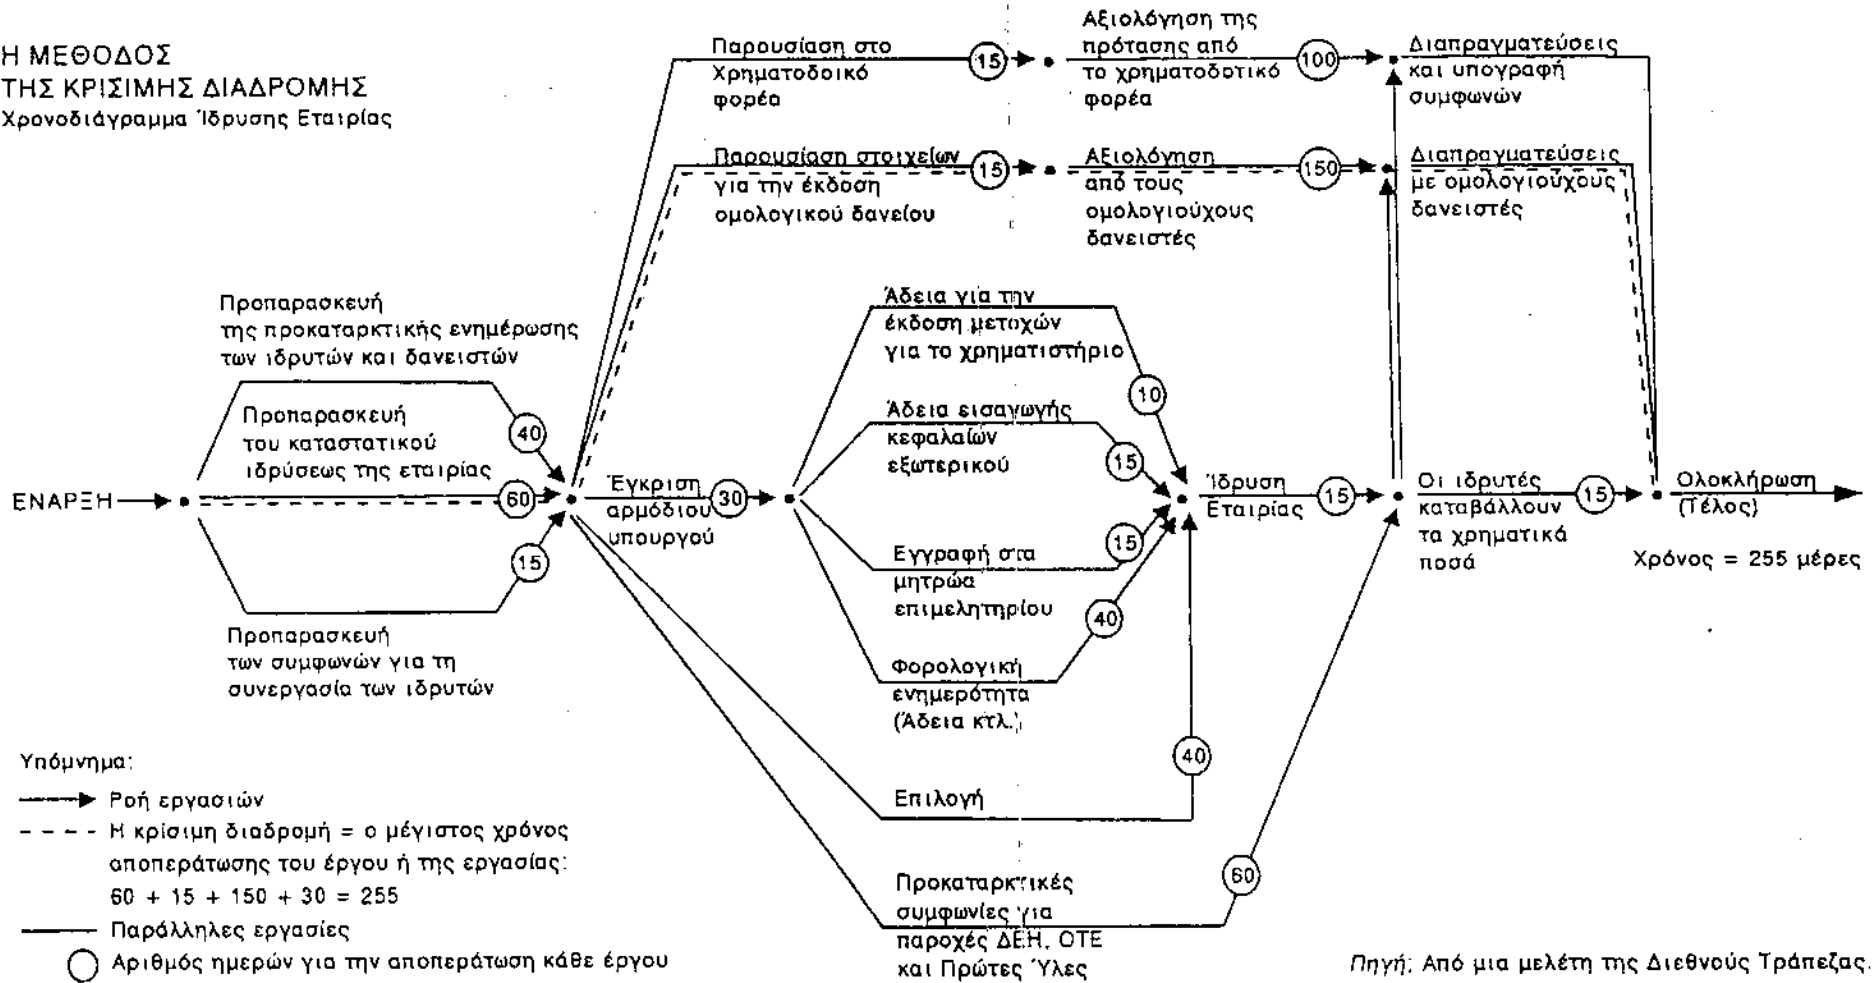 Η ΜΕΘΟΔΟΣ
ΤΗΣ ΚΡΙΣΙΜΗΣ ΔΙΑΔΡΟΜΗΣ
Χρονοδιάγραμμα Ίδρυσης Εταιρίας
Παρουσίαση στο
Χρηματοδοικό
φορέα
15
Αξιολόγηση της
πρότασης από
το χρηματοδοτικό
φορέα
100
Διαπραγματεύσεις
και υπογραφή
συμφωνών
Παρουσίαση στοιχείων
για την έκδοση
ομολογικού δανείου
15
Αξιολόγηση
από τους
ομολογιούχους
δανειστές
150
Διαπραγματεύσεις
με ομολογιούχους
δανειστές
Προπαρασκευή
της προκαταρκτικής ενημέρωσης
των ιδρυτών και δανειστών
40
Προπαρασκευή
του καταστατικού
ιδρύσεως της εταιρίας
ΕΝΑΡΞΗ
60
15
Προπαρασκευή
των συμφωνών για τη
συνεργασία των ιδρυτών
Έγκριση
αρμόδιου
υπουργού
30
Άδεια για την
έκδοση μετοχών
για το χρηματιστήριο
10
Άδεια εισαγωγής
κεφαλαίων
εξωτερικού
15
Εγγραφή στα
μητρώα
επιμελητηρίου
15
Φορολογική
ενημερότητα
(Άδεια κτλ.)
40
Επιλογή
40
Προκαταρκτικές
συμφωνίες για
παροχές ΔΕΗ, ΟΤΕ
και Πρώτες Ύλες
60
Ίδρυση
Εταιρίας
15
Οι ιδρυτές
καταβάλλουν
τα χρηματικά
ποσά
15
Ολοκλήρωση
(Τέλος)
Χρόνος = 255 μέρες
Υπόμνημα:
Ροή εργασιών
Η κρίσιμη διαδρομή = ο μέγιστος χρόνος
αποπεράτωσης του έργου ή της εργασίας:
60 + 15 + 150 + 30 = 255
Παράλληλες εργασίες
Αριθμός ημερών για την αποπεράτωση κάθε έργου
Πηγή: Από μια μελέτη της Διεθνούς Τράπεζας.